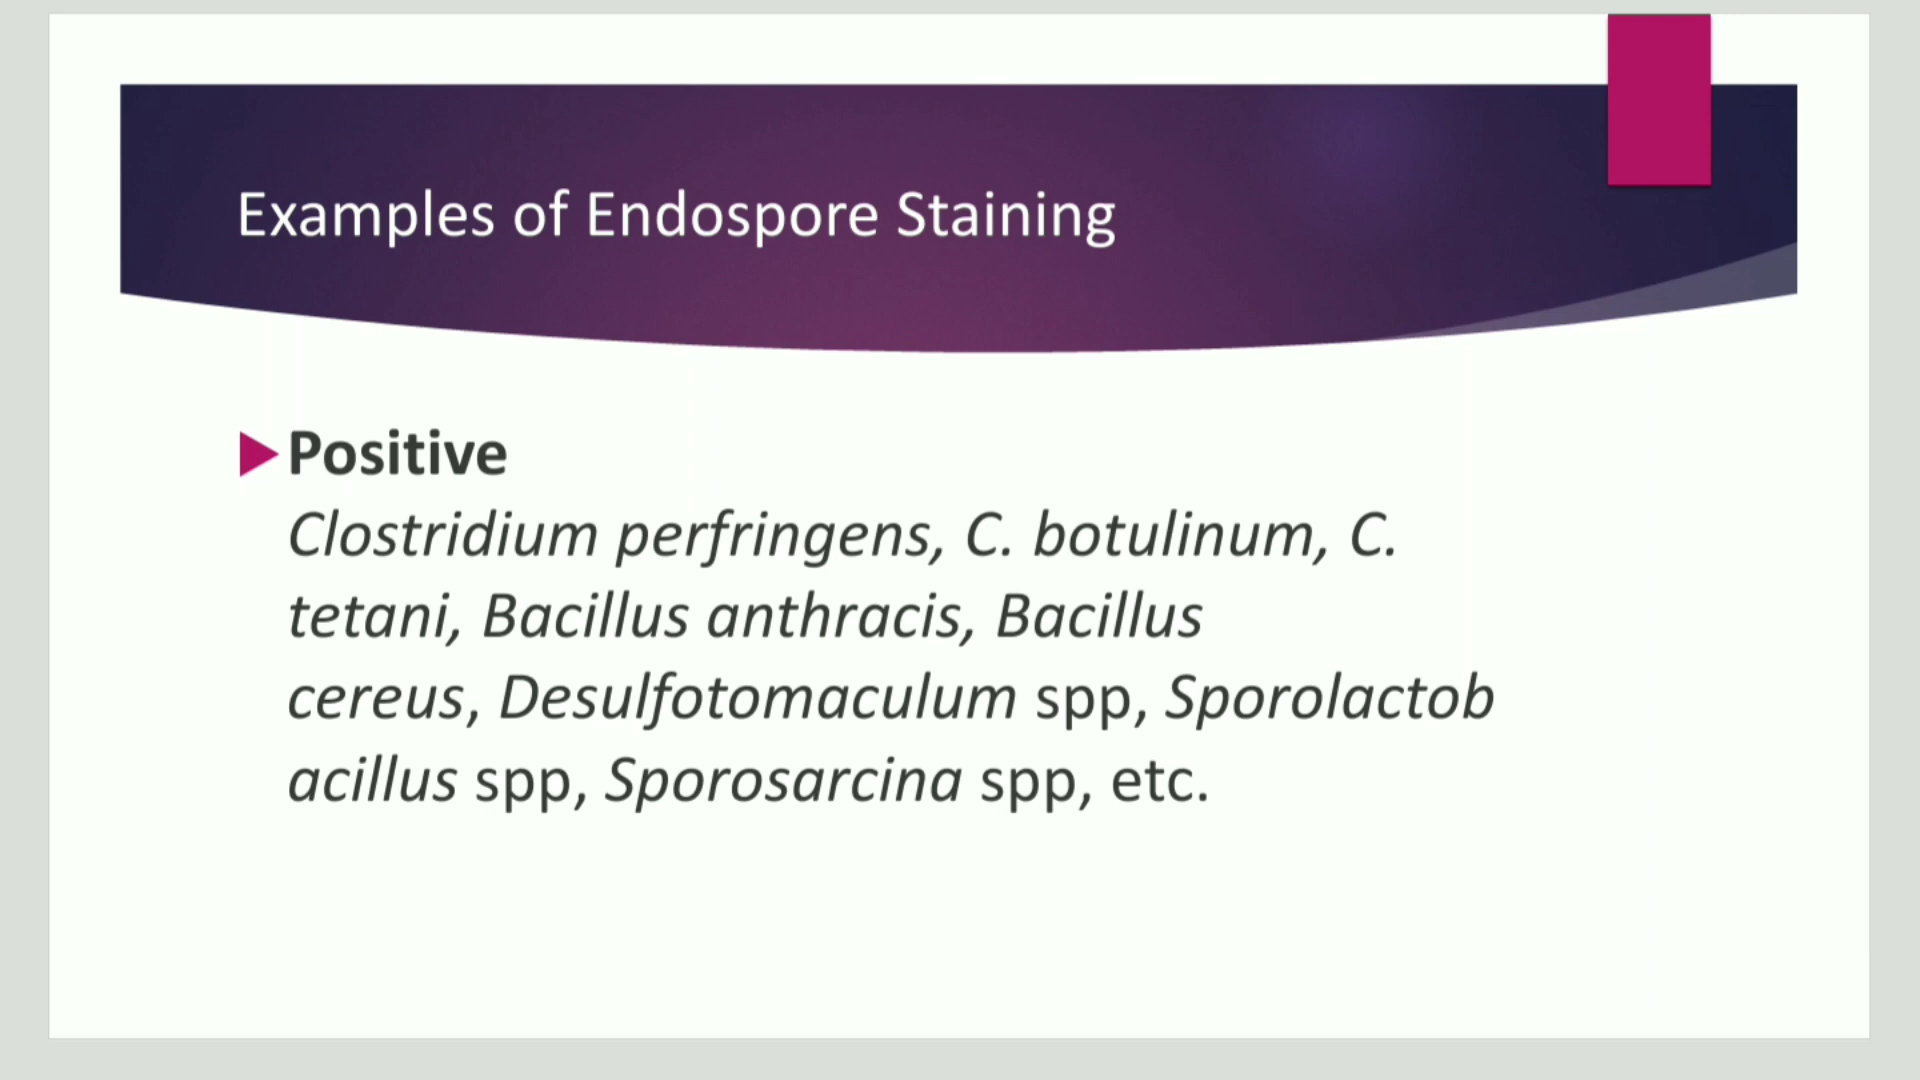 Examples of Endospore Staining
Positive
Clostridium perfringens, C. botulinum, C.
tetani, Bacillus anthracis, Bacillus
cereus, Desulfotomaculum spp, Sporolactob
acillus spp, Sporosarcina spp, etc.